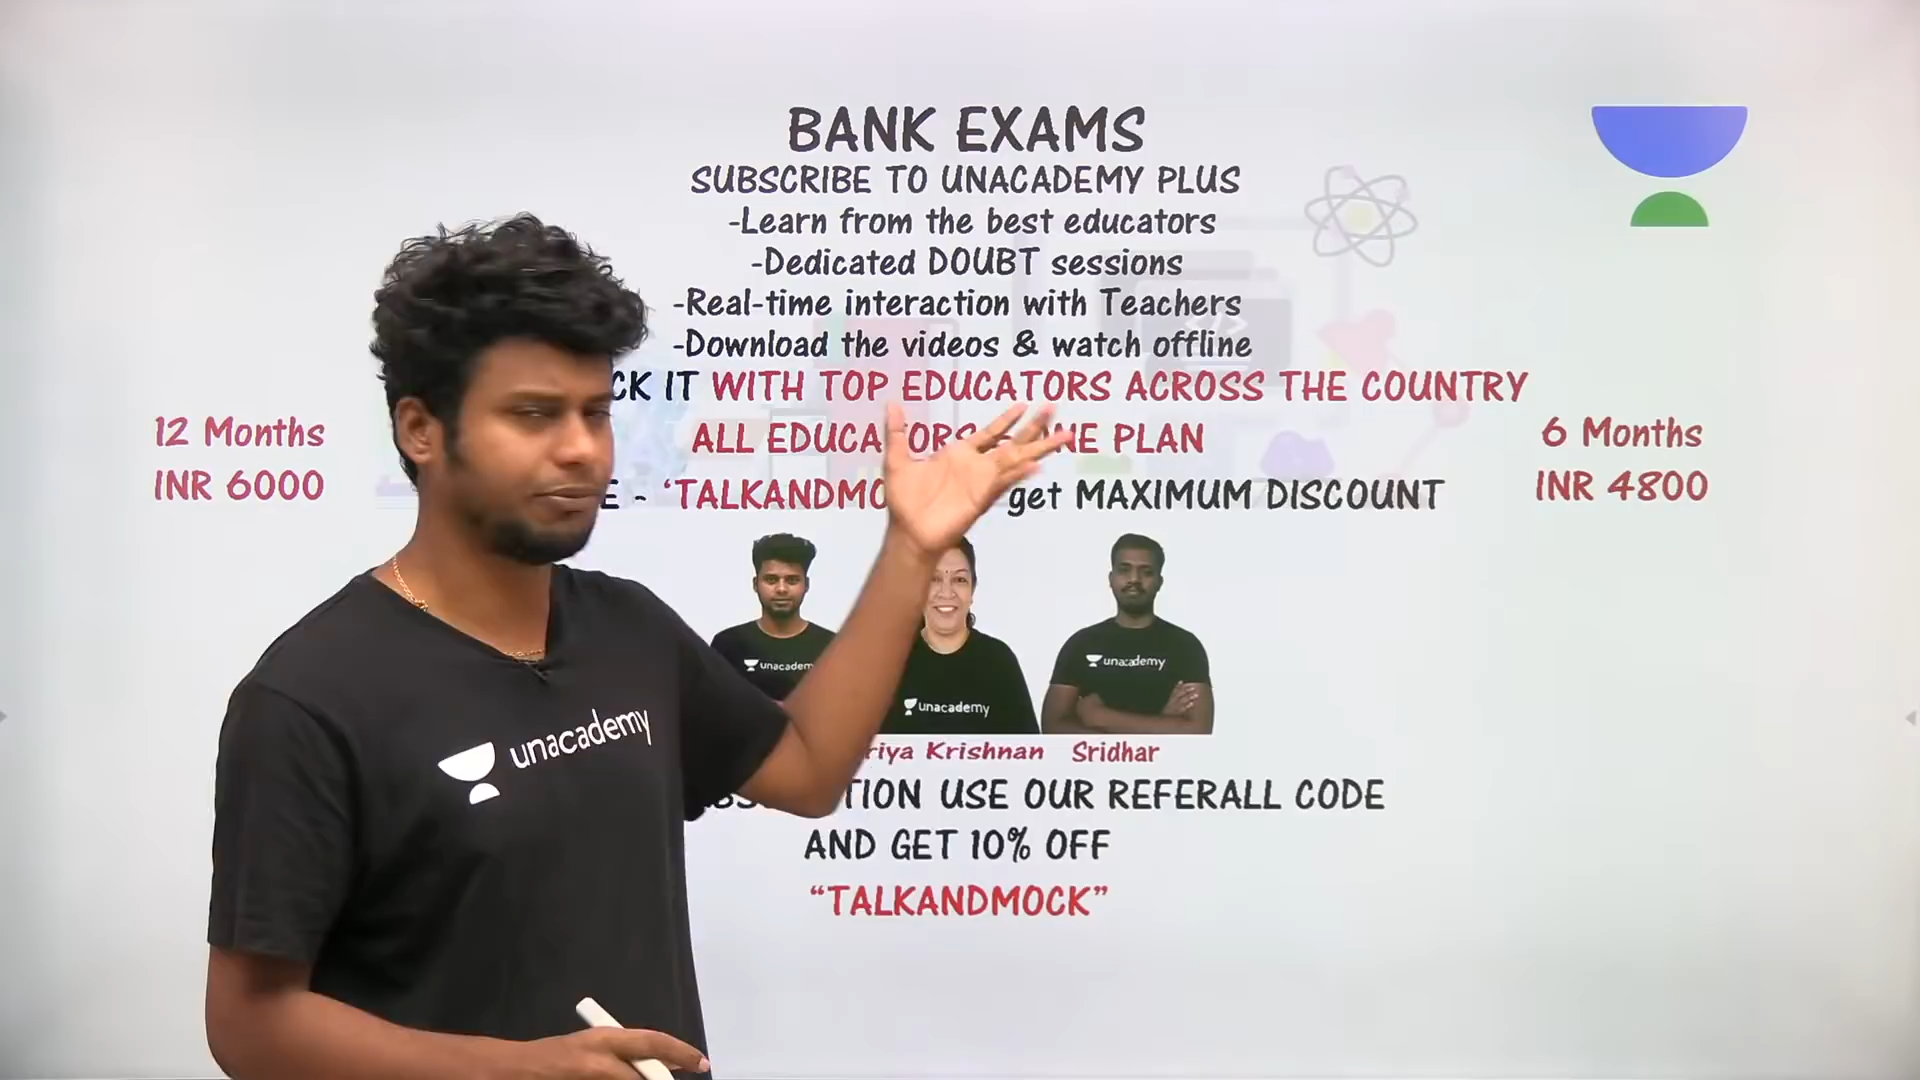 BANK EXAMS
SUBSCRIBE TO UNACADEMY PLUS
-Learn from the best educators
-Dedicated DOUBT sessions
-Real-time interaction with Teachers
-Download the videos & watch offline
IT WITH TOP EDUCATORS ACROSS THE COUNTRY
12 Months
INR 6000
ALL PLAN
6 Months
INR 4800
- get MAXIMUM DISCOUNT
unacademy
unacademy
unacademy
Krishnan Sridhar
USE OUR REFERALL CODE
AND GET 10% OFF
“TALKANDMOCK”